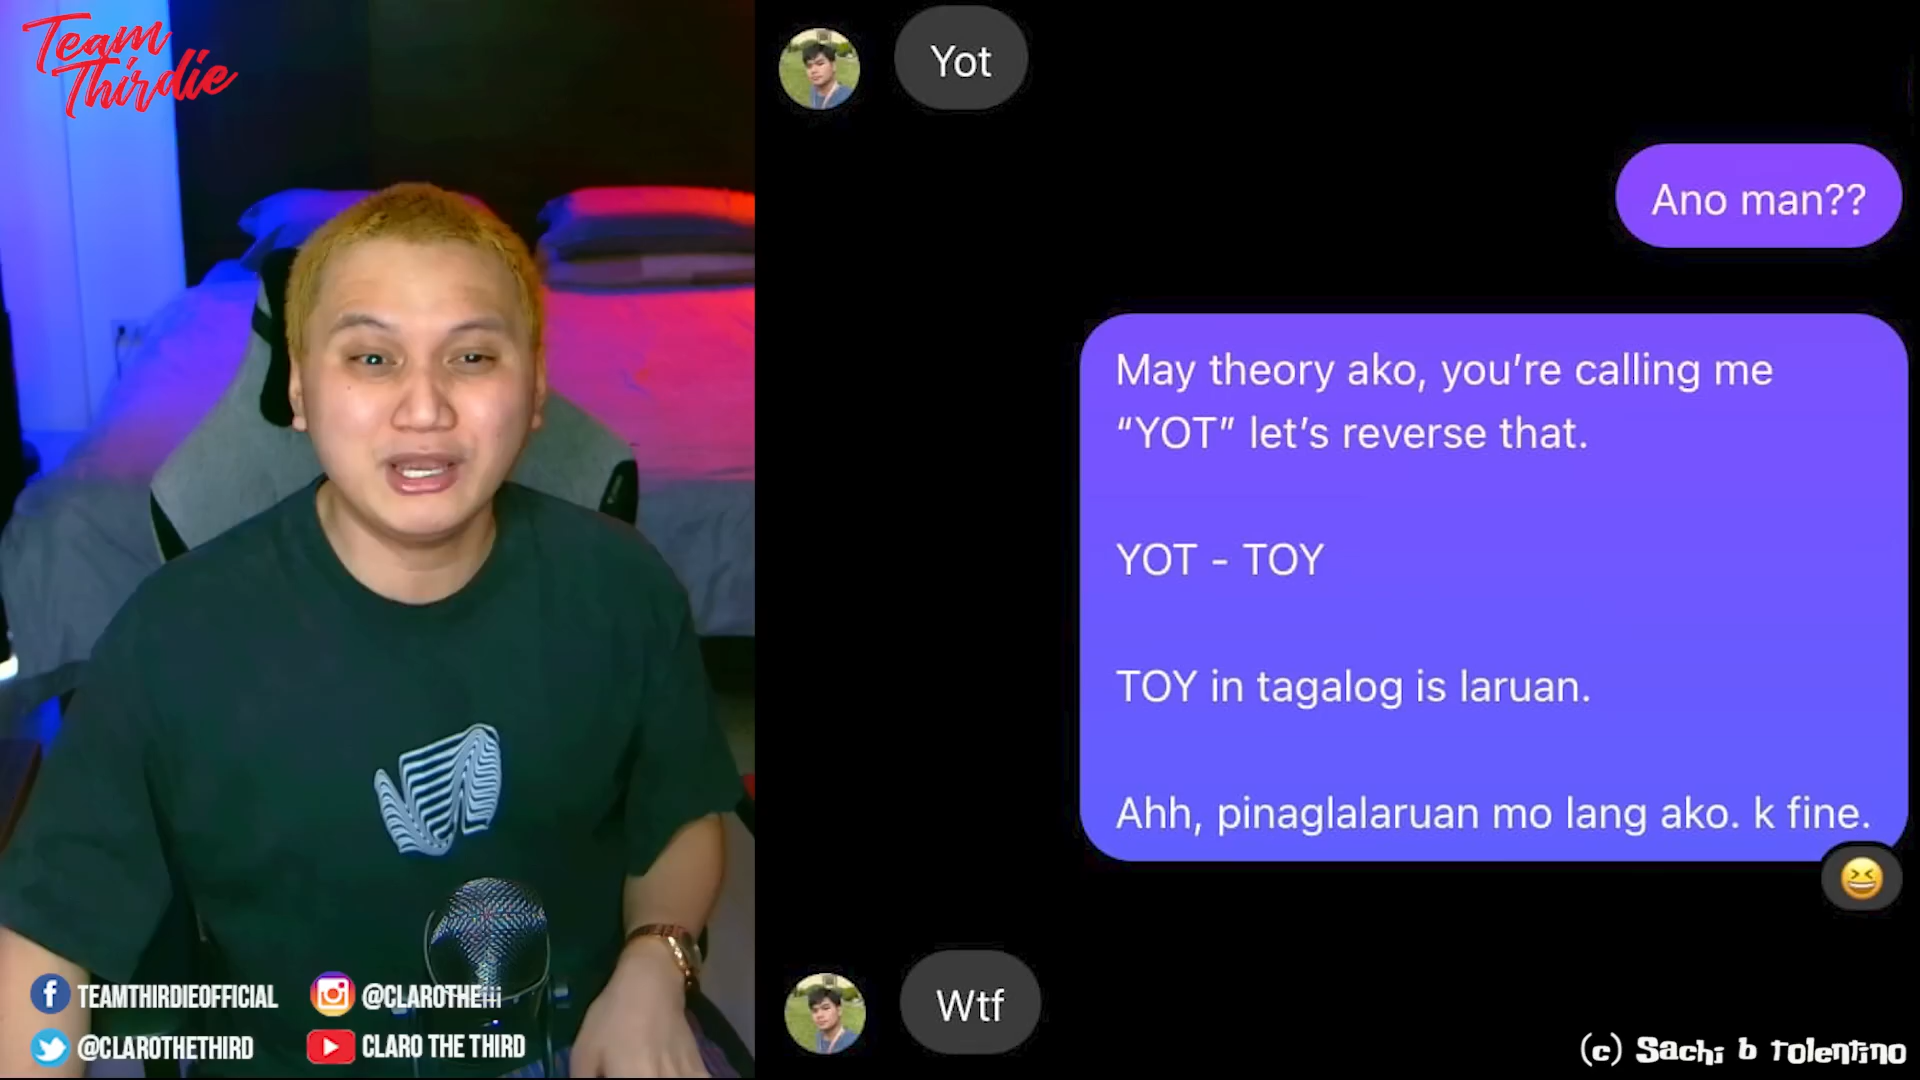 Team
Thirdie
Yot
Ano man??
May theory ako, you’re calling me
“YOT” let’s reverse that.
YOT - TOY
TOY in tagalog is laruan.
Ahh, pinaglalaruan mo lang ako. k fine.
Wtf
TEAMTHIRDIEOFFICIAL
@CLAROTHEiii
@CLAROTHETHIRD
CLARO THE THIRD
(c) Sachi b Tolentino